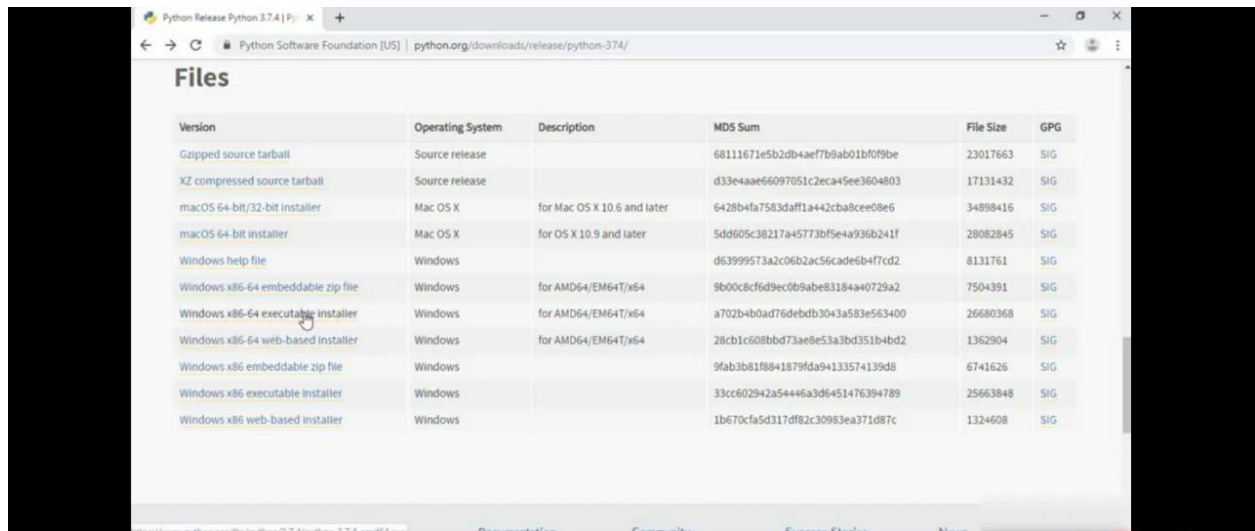 Python Release Python 3.7.4 | Py
Python Software Foundation [US] | python.org/downloads/release/python-374/
Files
Version Operating System Description MD5 Sum File Size GPG
Gzipped source tarball Source release 68111671e5b2db4aef7b9ab01bf0f9be 23017663 SIG
XZ compressed source tarball Source release d33e4aae66097051c2eca45ee3604803 17131432 SIG
macOS 64-bit/32-bit installer Mac OS X for Mac OS X 10.6 and later 6428b4fa7583daff1a442cba8cee08e6 34898416 SIG
macOS 64-bit installer Mac OS X for OS X 10.9 and later 5dd605c38217a45773bf5e4a936b241f 28082845 SIG
Windows help file Windows d63999573a2c06b2ac56cade6b4f7cd2 8131761 SIG
Windows x86-64 embeddable zip file Windows for AMD64/EM64T/x64 9b00c8cf6d9ec0b9abe83184a40729a2 7504391 SIG
Windows x86-64 executable installer Windows for AMD64/EM64T/x64 a702b4b0ad76debdb3043a583e563400 26680368 SIG
Windows x86-64 web-based installer Windows for AMD64/EM64T/x64 28cb1c608bbd73ae8e53a3bd351b4bd2 1362904 SIG
Windows x86 embeddable zip file Windows 9fab3b81f8841879fda94133574139d8 6741626 SIG
Windows x86 executable installer Windows 33cc602942a54446a3d6451476394789 25663848 SIG
Windows x86 web-based installer Windows 1b670cfa5d317df82c30983ea371d87c 1324608 SIG
Documentation Community Success Stories News